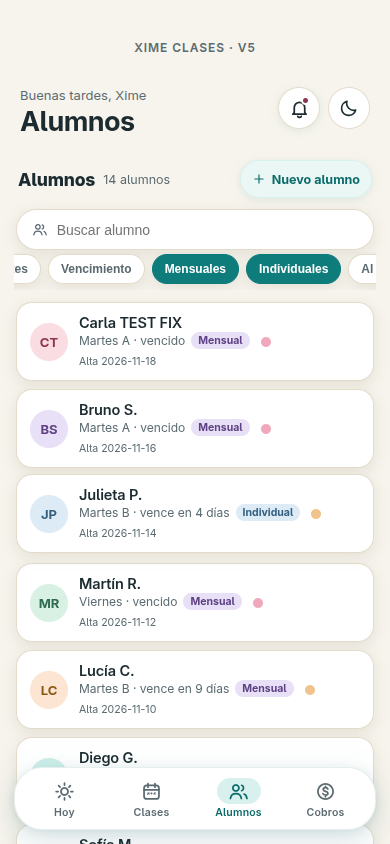 XIME CLASES · V5
Buenas tardes, Xime
Alumnos
Alumnos 14 alumnos
+ Nuevo alumno
Buscar alumno
es Vencimiento Mensuales Individuales Al
CT
Carla TEST FIX
Martes A · vencido Mensual
Alta 2026-11-18
BS
Bruno S.
Martes A · vencido Mensual
Alta 2026-11-16
JP
Julieta P.
Martes B · vence en 4 días Individual
Alta 2026-11-14
MR
Martín R.
Viernes · vencido Mensual
Alta 2026-11-12
LC
Lucía C.
Martes B · vence en 9 días Mensual
Alta 2026-11-10
Diego G.
Hoy Clases Alumnos Cobros